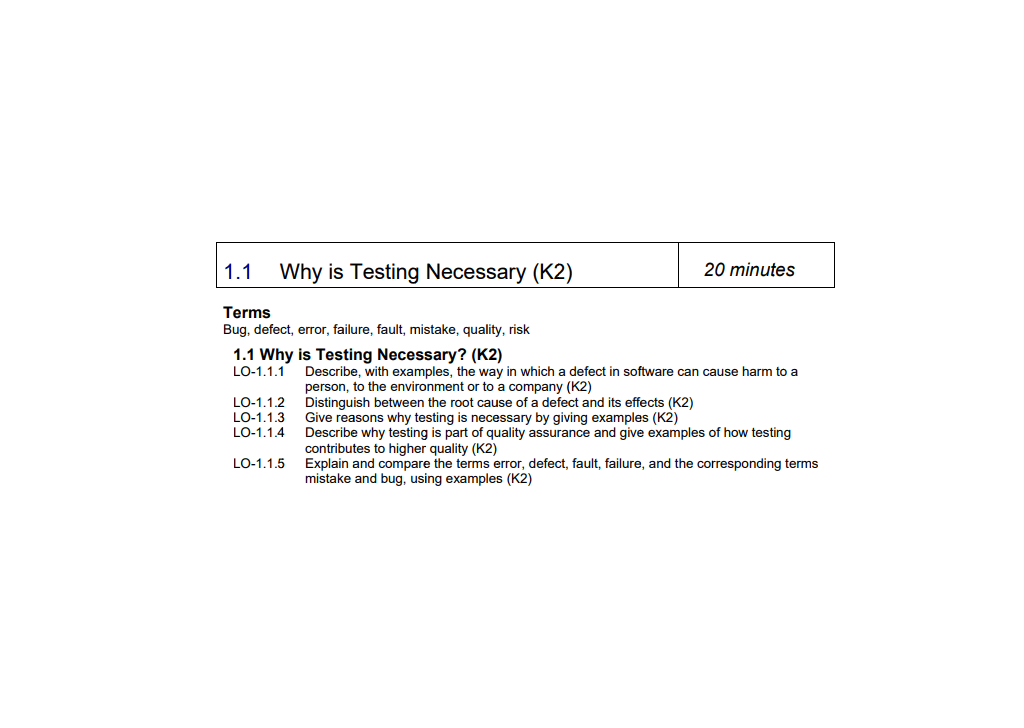 1.1 Why is Testing Necessary (K2) 20 minutes
Terms
Bug, defect, error, failure, fault, mistake, quality, risk
1.1 Why is Testing Necessary? (K2)
LO-1.1.1 Describe, with examples, the way in which a defect in software can cause harm to a
person, to the environment or to a company (K2)
LO-1.1.2 Distinguish between the root cause of a defect and its effects (K2)
LO-1.1.3 Give reasons why testing is necessary by giving examples (K2)
LO-1.1.4 Describe why testing is part of quality assurance and give examples of how testing
contributes to higher quality (K2)
LO-1.1.5 Explain and compare the terms error, defect, fault, failure, and the corresponding terms
mistake and bug, using examples (K2)